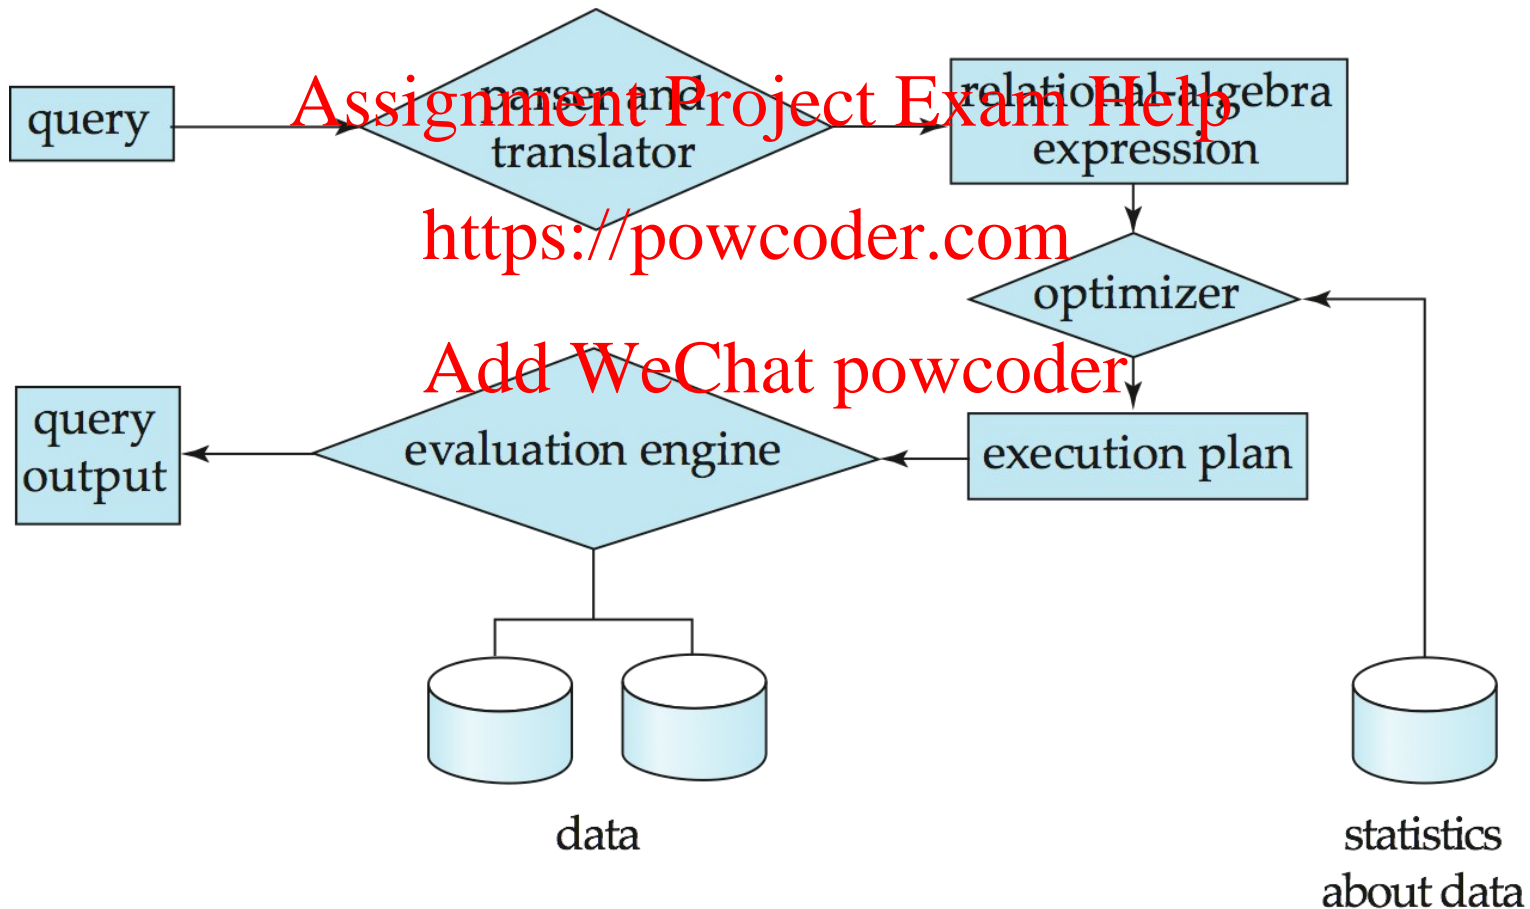 query
parser and
translator
relational-algebra
expression
Assignment Project Exam Help
https://powcoder.com
optimizer
Add WeChat powcoder
query
output
evaluation engine
execution plan
data
statistics
about data